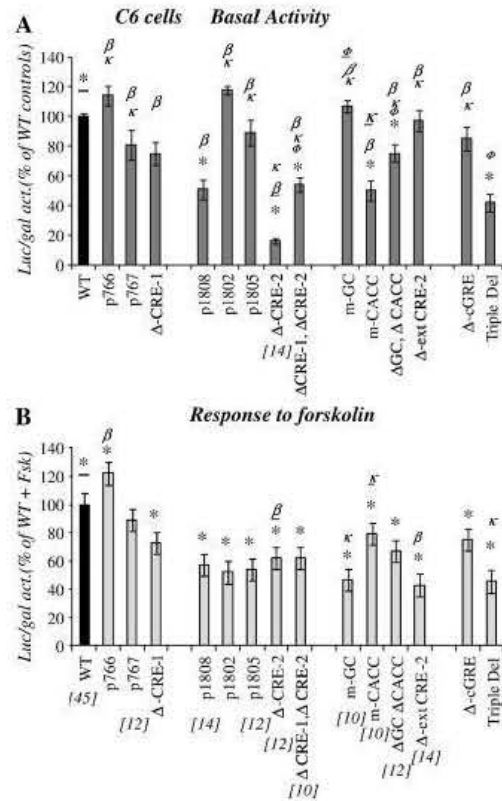 C6 cells Basal Activity
A
Luc/gal act.(% of WT controls)
140
120
100
80
60
40
20
0
*
β
κ
β
κ
β
β
*
β
κ
β
κ
κ
β
*
β
κ
Φ
*
Φ
β
κ
κ
β
*
β
κ
Φ
*
β
κ
β
κ
Φ
*
WT
p766
p767
Δ-CRE-1
p1808
p1802
p1805
Δ-CRE-2
[14]
ΔCRE-1, ΔCRE-2
m-GC
m-CACC
ΔGC, Δ CACC
Δ-ext CRE-2
Δ-cGRE
Triple Del
B
Response to forskolin
Luc/gal act.(% of WT + Fsk)
140
120
100
80
60
40
20
0
*
β
*
*
*
*
*
β
*
*
κ
*
κ
*
*
β
*
*
κ
*
WT
[45]
p766
p767
[12]
Δ-CRE-1
p1808
[14]
p1802
p1805
[12]
Δ-CRE-2
[12]
Δ CRE-1, Δ CRE-2
[10]
m-GC
[10]
m-CACC
[10]
ΔGC ΔCACC
[12]
Δ-ext CRE -2
[14]
Δ-cGRE
Triple Del